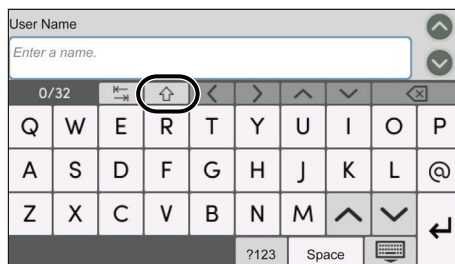 User Name
Enter a name.
0/32
Q W E R T Y U I O P
A S D F G H J K L @
Z X C V B N M
?123 Space